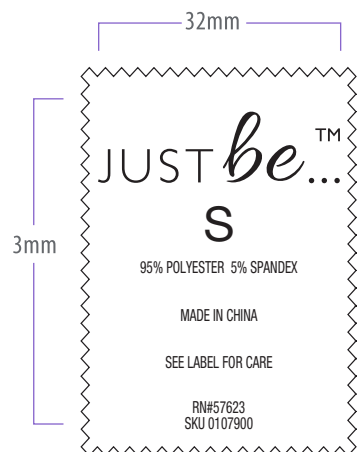 32mm
JUST be...™
3mm
S
95% POLYESTER 5% SPANDEX
MADE IN CHINA
SEE LABEL FOR CARE
RN#57623
SKU 0107900